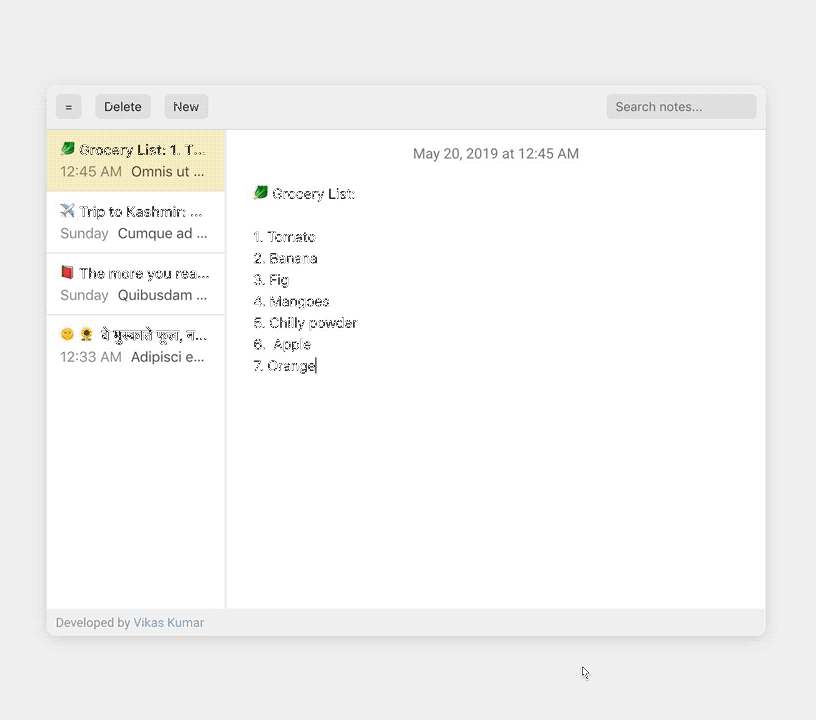 =
Delete
New
Search notes...
🥬 Grocery List: 1. T...
12:45 AM Omnis ut ...
✈️ Trip to Kashmir: ...
Sunday Cumque ad ...
📕 The more you rea...
Sunday Quibusdam ...
🌝 🌻 वे मुस्काते फूल, न...
12:33 AM Adipisci e...
May 20, 2019 at 12:45 AM
🥬 Grocery List:
1. Tomato
2. Banana
3. Fig
4. Mangoes
5. Chilly powder
6. Apple
7. Orange
Developed by Vikas Kumar